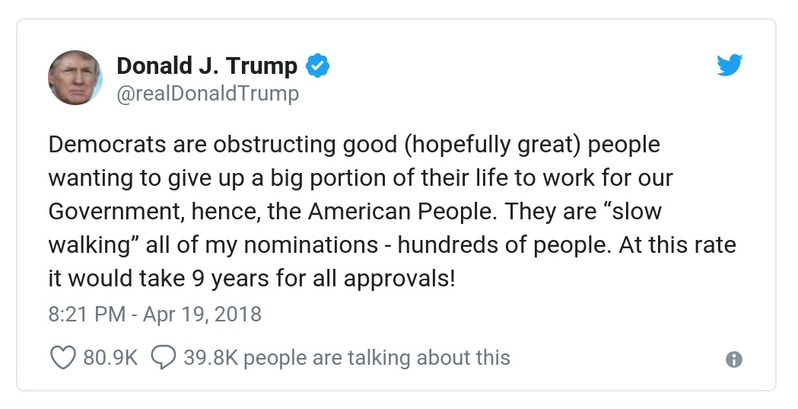 Donald J. Trump
@realDonaldTrump
Democrats are obstructing good (hopefully great) people
wanting to give up a big portion of their life to work for our
Government, hence, the American People. They are “slow
walking” all of my nominations - hundreds of people. At this rate
it would take 9 years for all approvals!
8:21 PM - Apr 19, 2018
80.9K 39.8K people are talking about this